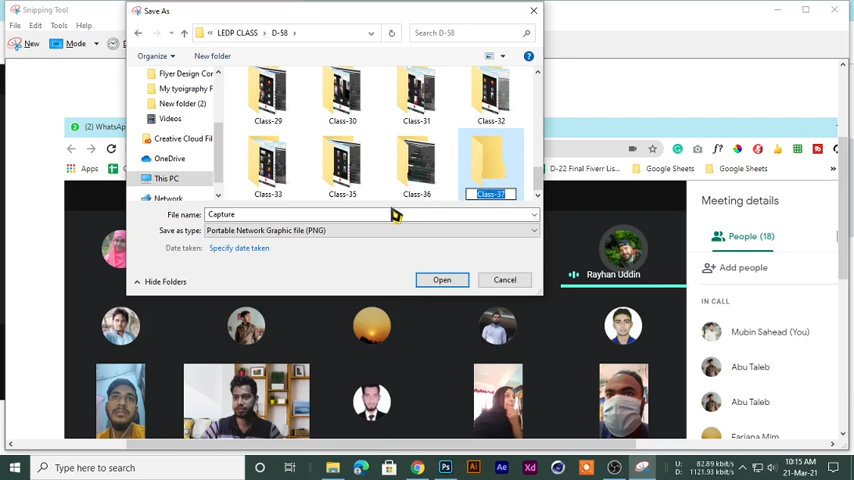 Snipping Tool
File Edit Tools Help
New Mode
Save As
LEDP CLASS › D-58 ›
Search D-58
Organize New folder
Flyer Design Cor
My tyiography F
New folder (2)
Videos
Creative Cloud Fil
OneDrive
This PC
Network
Class-29 Class-30 Class-31 Class-32
Class-33 Class-35 Class-36 Class-37
File name: Capture
Save as type: Portable Network Graphic file (PNG)
Date taken: Specify date taken
Hide Folders
Open Cancel
(2) WhatsA
Apps
D-22 Final Fiverr List... Google Sheets Google Sheets
Meeting details
People (18)
Add people
IN CALL
Mubin Sahead (You)
Abu Taleb
Abu Taleb
Farjana Mim
Rayhan Uddin
Type here to search
U: 82.89 kbit/s
D: 1121.93 kbit/s
10:15 AM
21-Mar-21